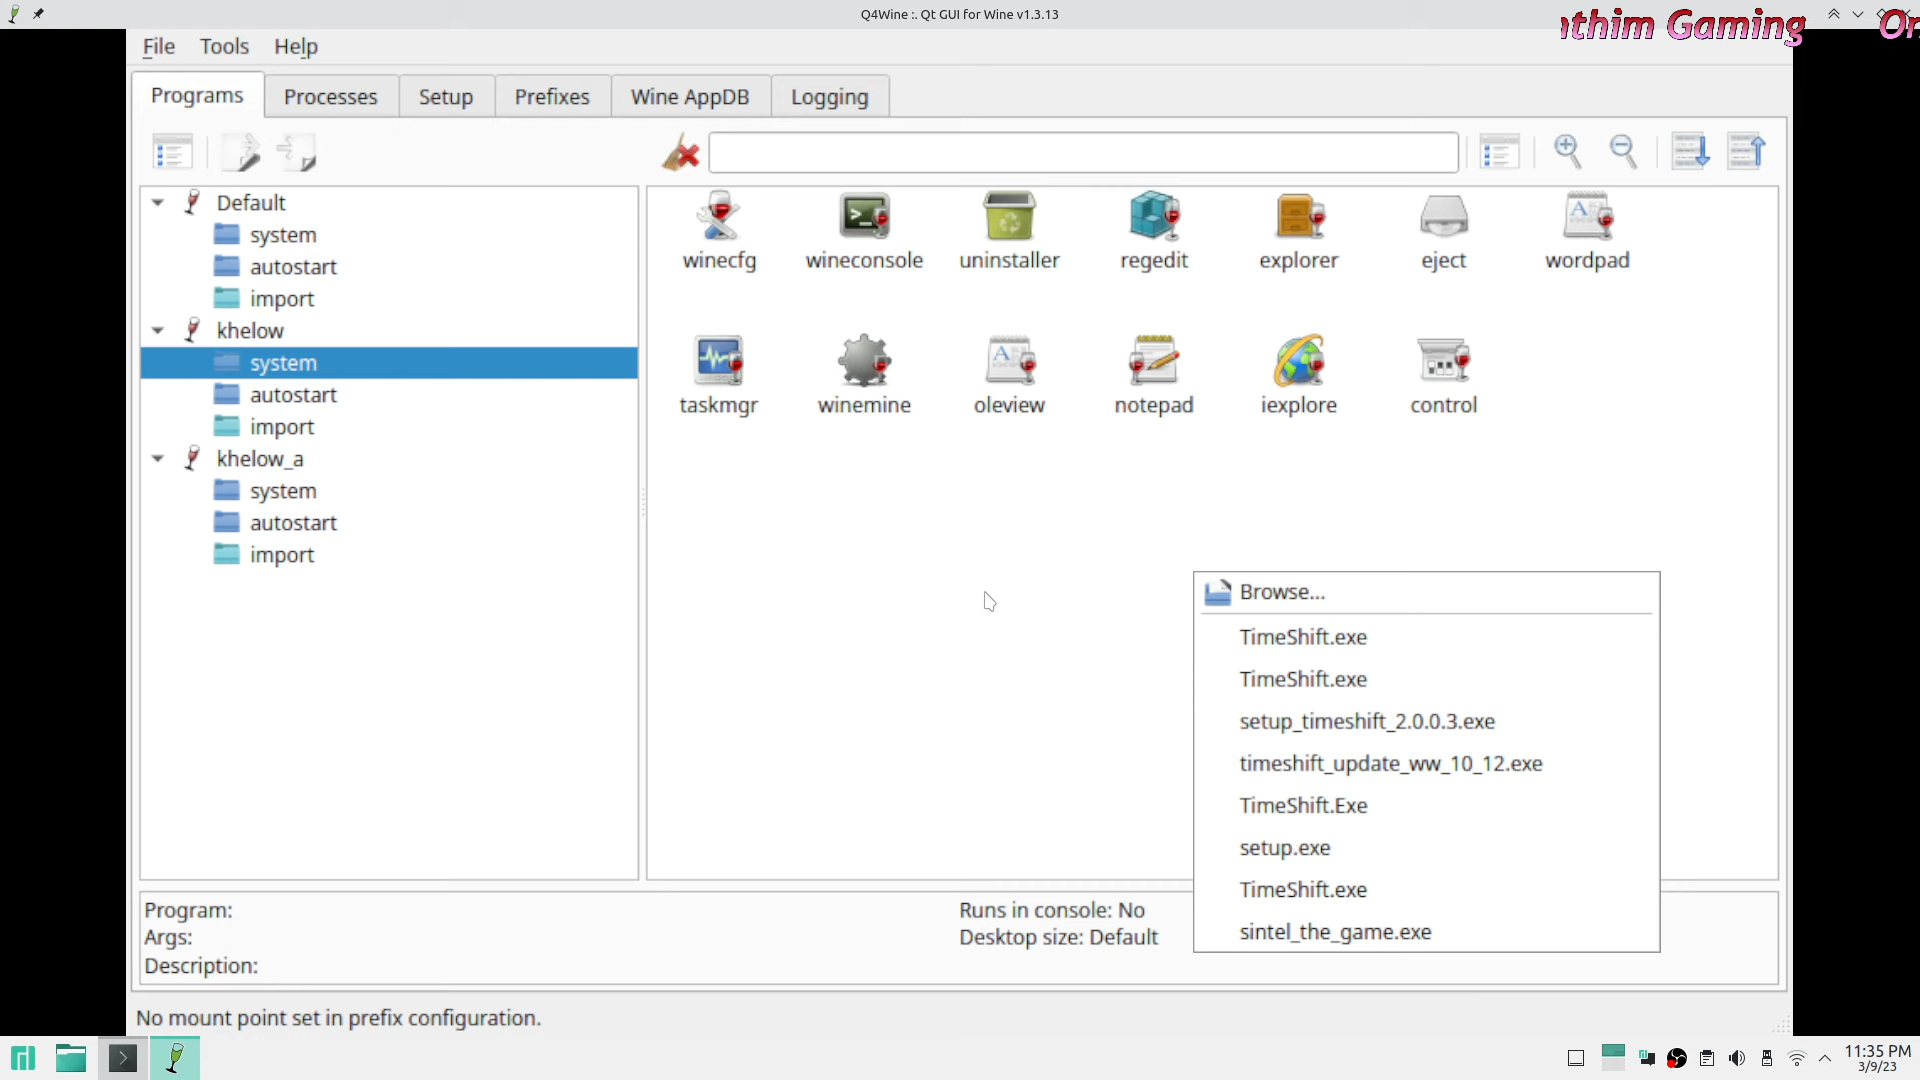 Q4Wine :. Qt GUI for Wine v1.3.13
thim Gaming
File Tools Help
Programs Processes Setup Prefixes Wine AppDB Logging
Default
system
autostart
import
khelow
system
autostart
import
khelow_a
system
autostart
import
winecfg wineconsole uninstaller regedit explorer eject wordpad
taskmgr winemine oleview notepad iexplore control
Browse...
TimeShift.exe
TimeShift.exe
setup_timeshift_2.0.0.3.exe
timeshift_update_ww_10_12.exe
TimeShift.Exe
setup.exe
TimeShift.exe
sintel_the_game.exe
Program:
Args:
Description:
Runs in console: No
Desktop size: Default
No mount point set in prefix configuration.
11:35 PM
3/9/23